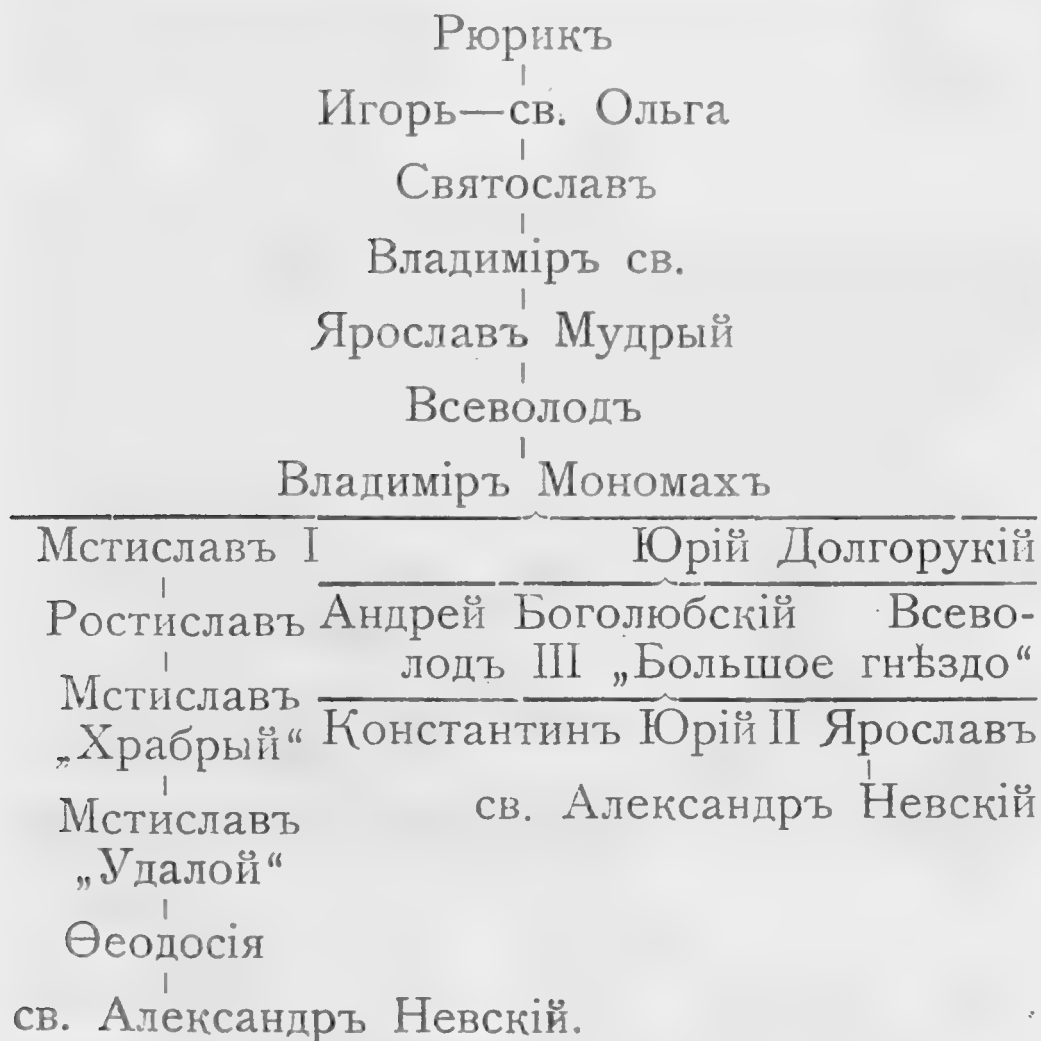 Рюрикъ
Игорь—св. Ольга
Святославъ
Владиміръ св.
Ярославъ Мудрый
Всеволодъ
Владиміръ Мономахъ
Мстиславъ I Юрій Долгорукій
Ростиславъ Андрей Боголюбскій Всево-
лодъ III „Большое гнѣздо“
Мстиславъ
„Храбрый“ Константинъ Юрій II Ярославъ
Мстиславъ св. Александръ Невскій
„Удалой“
Ѳеодосія
св. Александръ Невскій.